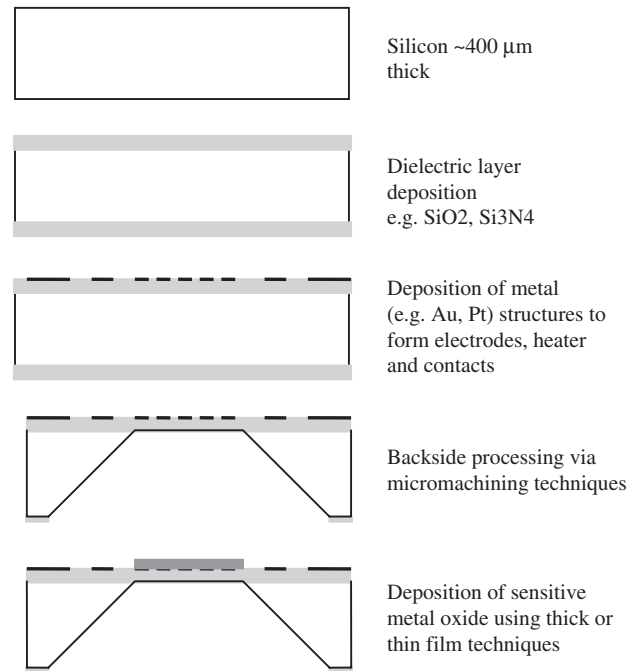 Silicon ~400 μm
thick
Dielectric layer
deposition
e.g. SiO2, Si3N4
Deposition of metal
(e.g. Au, Pt) structures to
form electrodes, heater
and contacts
Backside processing via
micromachining techniques
Deposition of sensitive
metal oxide using thick or
thin film techniques